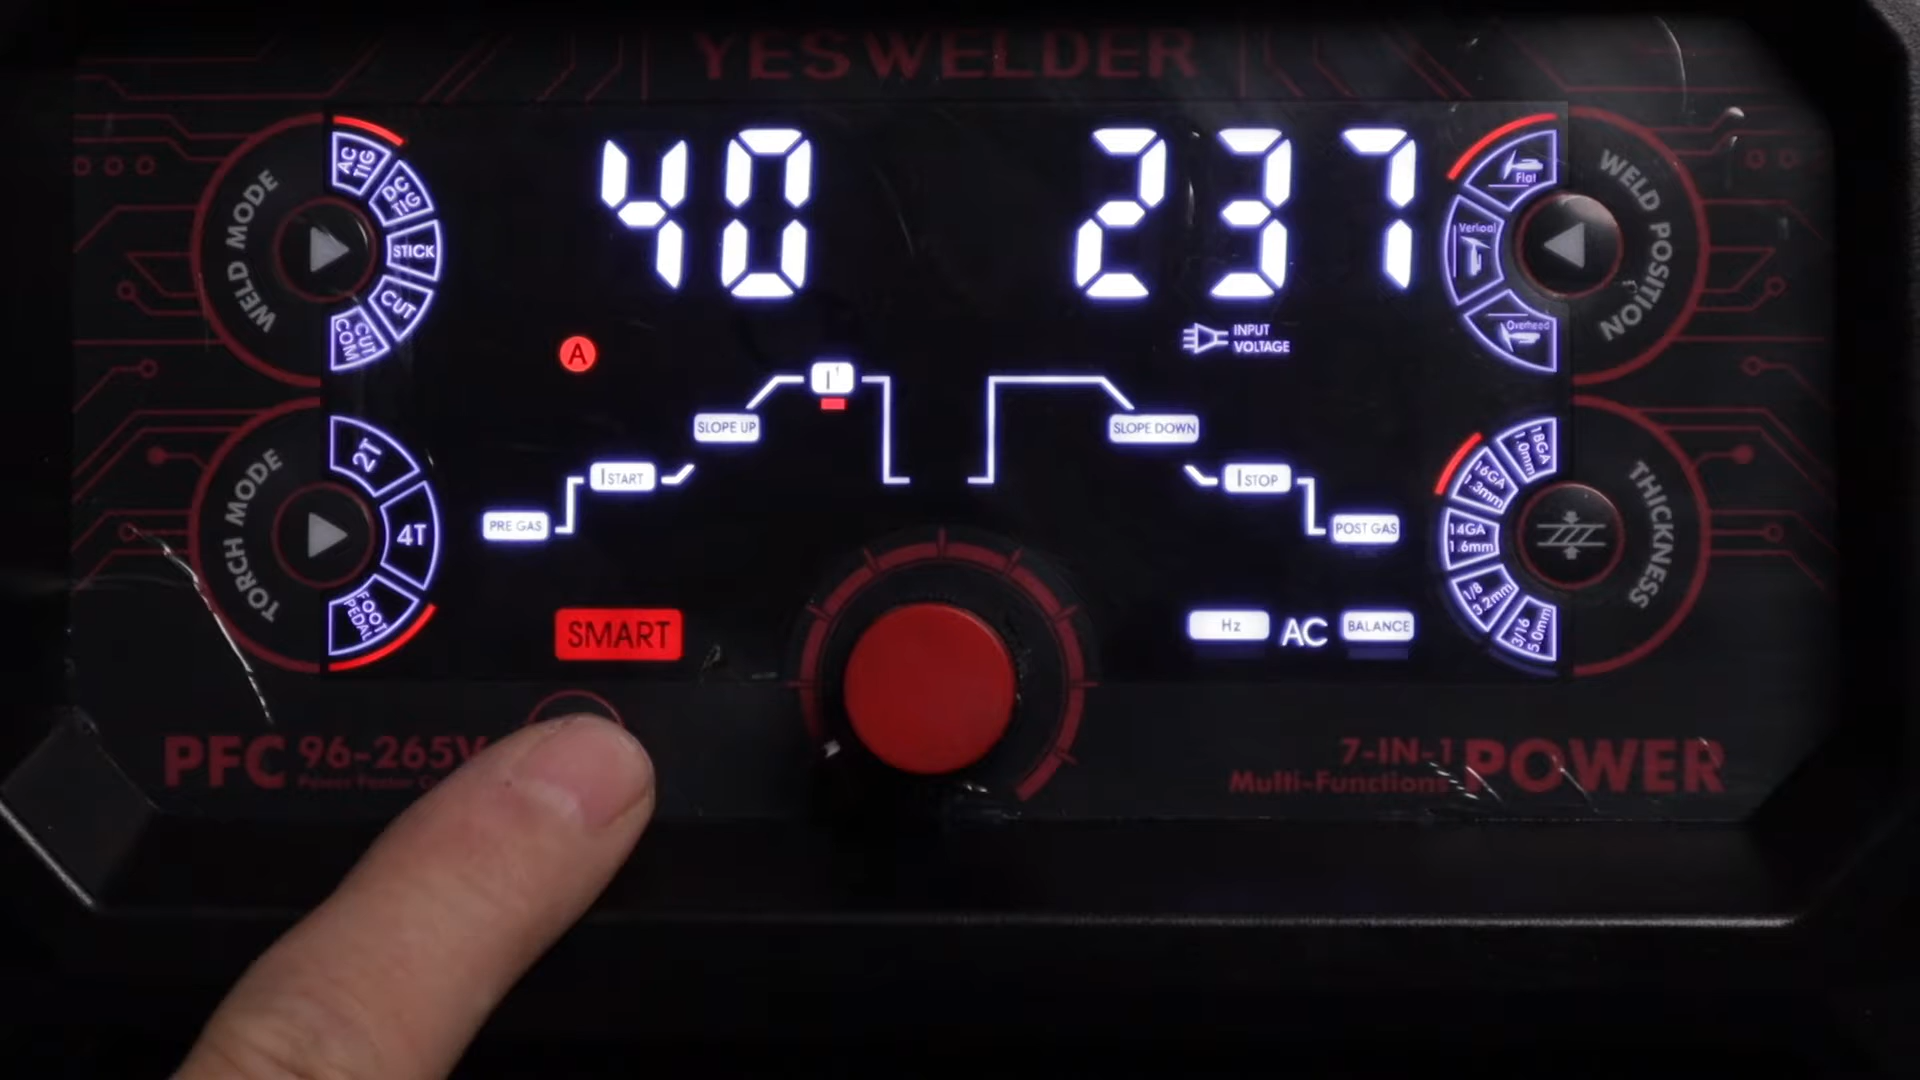 YESWELDER
WELD MODE
AC TIG
DC TIG
STICK
CUT
CUT COM
40
237
A
INPUT
VOLTAGE
Flat
Vertical
Overhead
WELD POSITION
I¹
SLOPE UP
SLOPE DOWN
I START
I STOP
PRE GAS
POST GAS
TORCH MODE
2T
4T
FOOT PEDAL
SMART
Hz
AC
BALANCE
18GA 1.0mm
16GA 1.3mm
14GA 1.6mm
1/8 3.2mm
3/16 5.0mm
THICKNESS
PFC 96-265V
Power Factor
7-IN-1
Multi-Functions
POWER